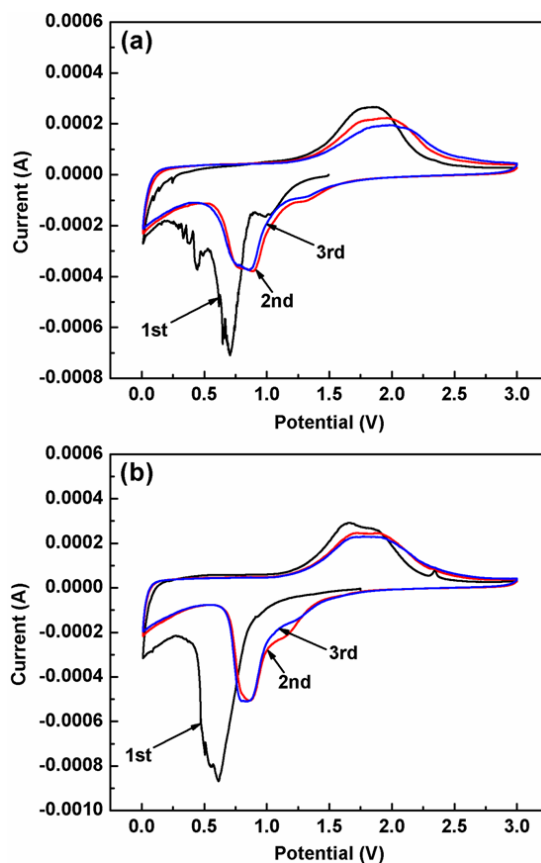 (a)
Current (A)
0.0006
0.0004
0.0002
0.0000
-0.0002
-0.0004
-0.0006
-0.0008
1st
2nd
3rd
0.0 0.5 1.0 1.5 2.0 2.5 3.0
Potential (V)
(b)
Current (A)
0.0006
0.0004
0.0002
0.0000
-0.0002
-0.0004
-0.0006
-0.0008
-0.0010
1st
2nd
3rd
0.0 0.5 1.0 1.5 2.0 2.5 3.0
Potential (V)